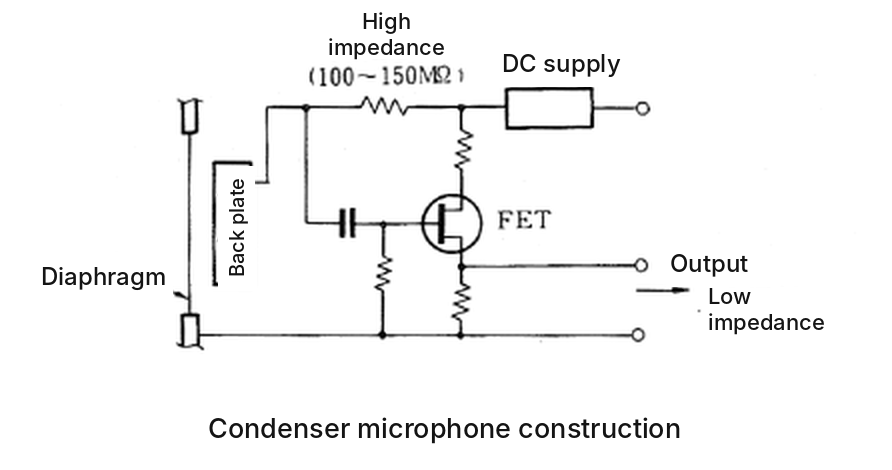 High
impedance
(100~150MΩ)
DC supply
Back plate
FET
Diaphragm
Output
Low
impedance
Condenser microphone construction